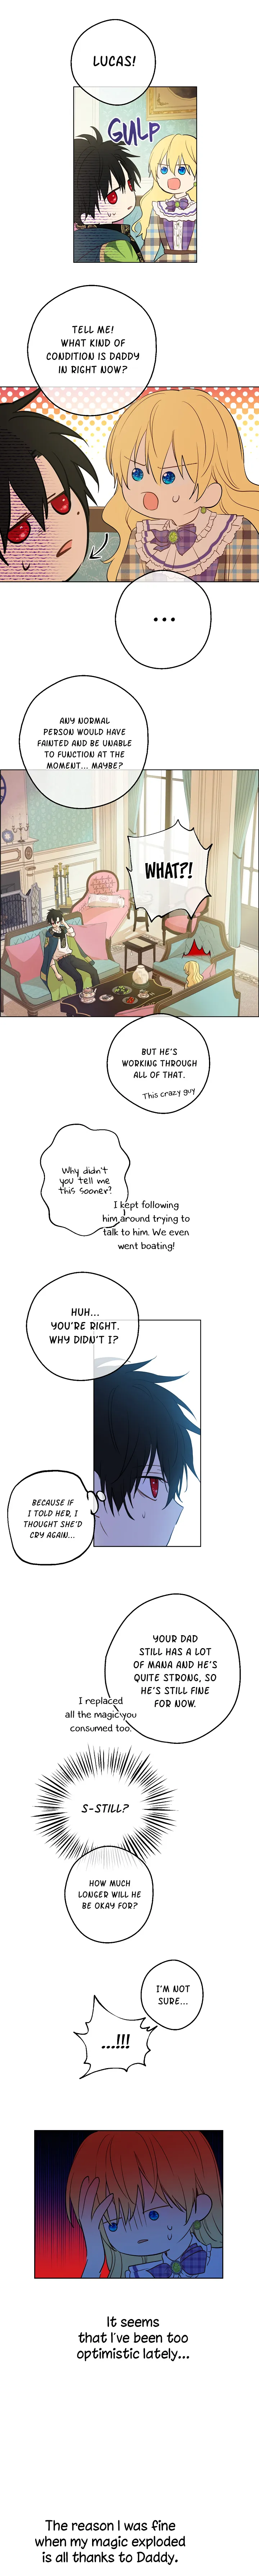 LUCAS!
GULP
TELL ME!
WHAT KIND OF
CONDITION IS DADDY
IN RIGHT NOW?
...
ANY NORMAL
PERSON WOULD HAVE
FAINTED AND BE UNABLE
TO FUNCTION AT THE
MOMENT... MAYBE?
WHAT?!
BUT HE'S
WORKING THROUGH
ALL OF THAT.
This crazy guy
Why didn't
you tell me
this sooner?
I kept following
him around trying to
talk to him. We even
went boating!
HUH...
YOU'RE RIGHT.
WHY DIDN'T I?
BECAUSE IF
I TOLD HER, I
THOUGHT SHE'D
CRY AGAIN...
YOUR DAD
STILL HAS A LOT
OF MANA AND HE'S
QUITE STRONG, SO
HE'S STILL FINE
FOR NOW.
I replaced
all the magic you
consumed too.
S-STILL?
HOW MUCH
LONGER WILL HE
BE OKAY FOR?
I'M NOT
SURE...
...!!!
It seems
that I've been too
optimistic lately...
The reason I was fine
when my magic exploded
is all thanks to Daddy.